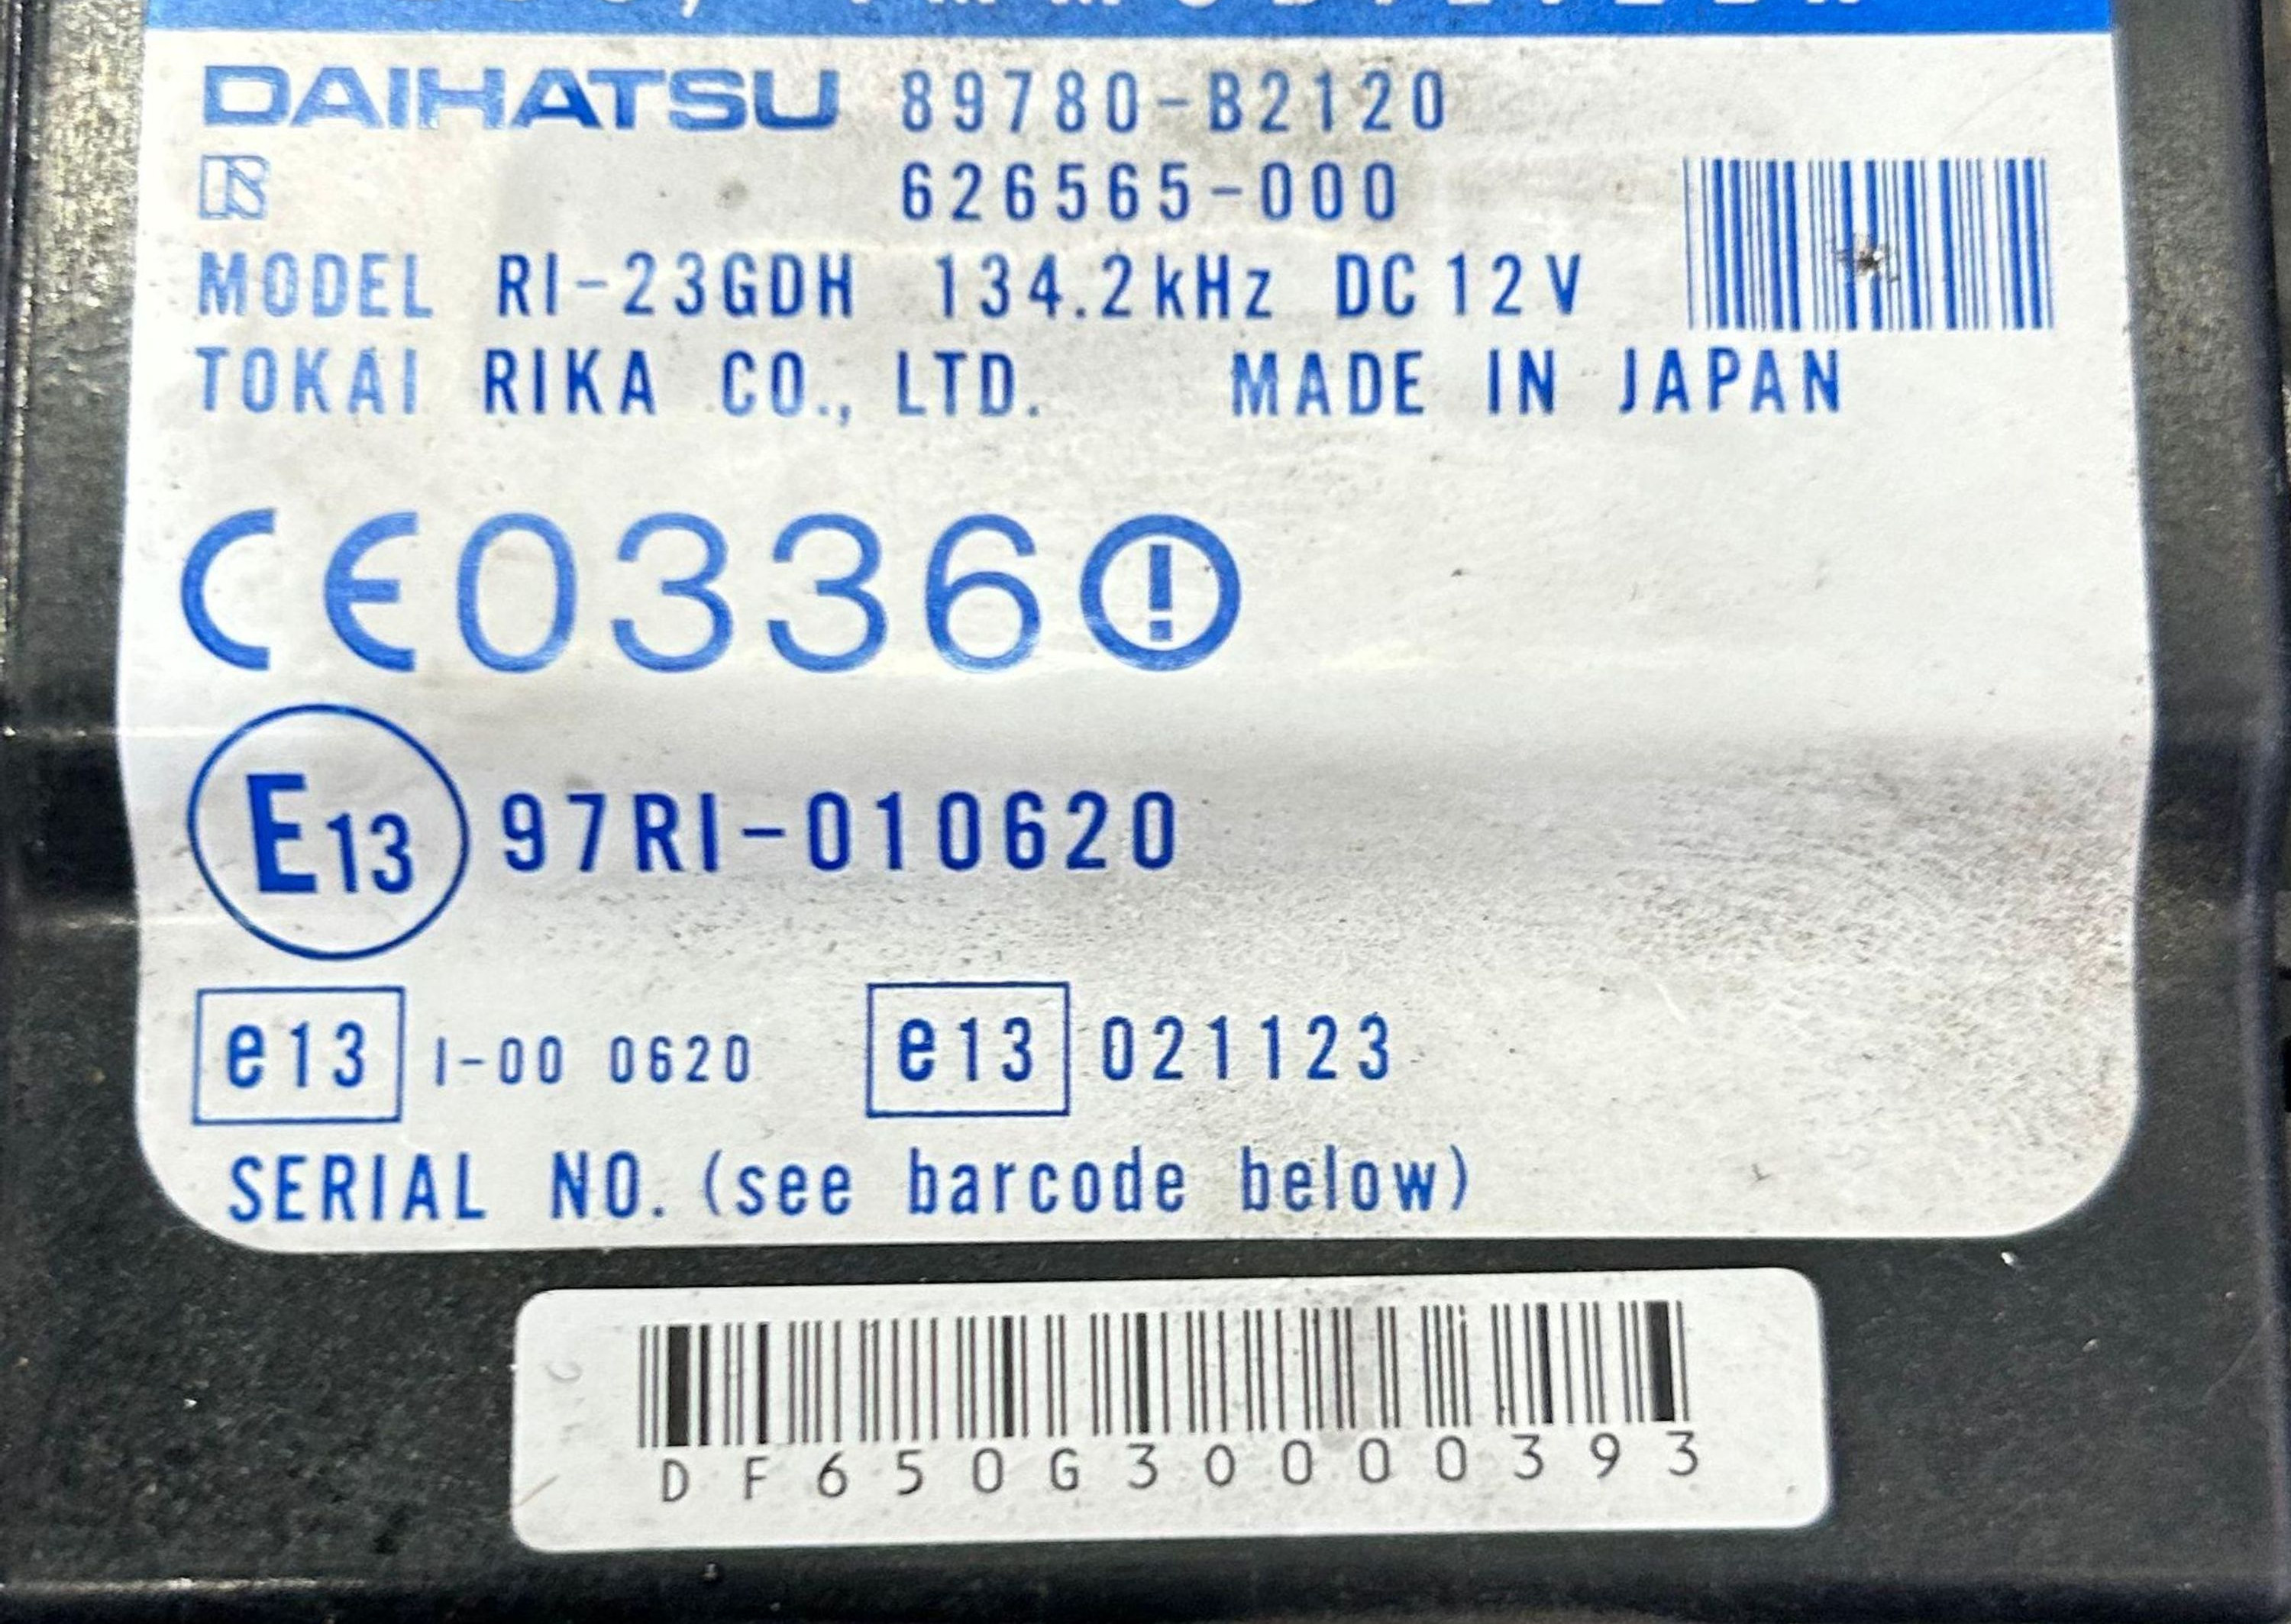 DAIHATSU 89780-B2120
626565-000
MODEL RI-23GDH 134.2kHz DC12V
TOKAI RIKA CO., LTD. MADE IN JAPAN
CE0336!
E13 97RI-010620
e13 I-00 0620 e13 021123
SERIAL NO. (see barcode below)
DF650G30000393